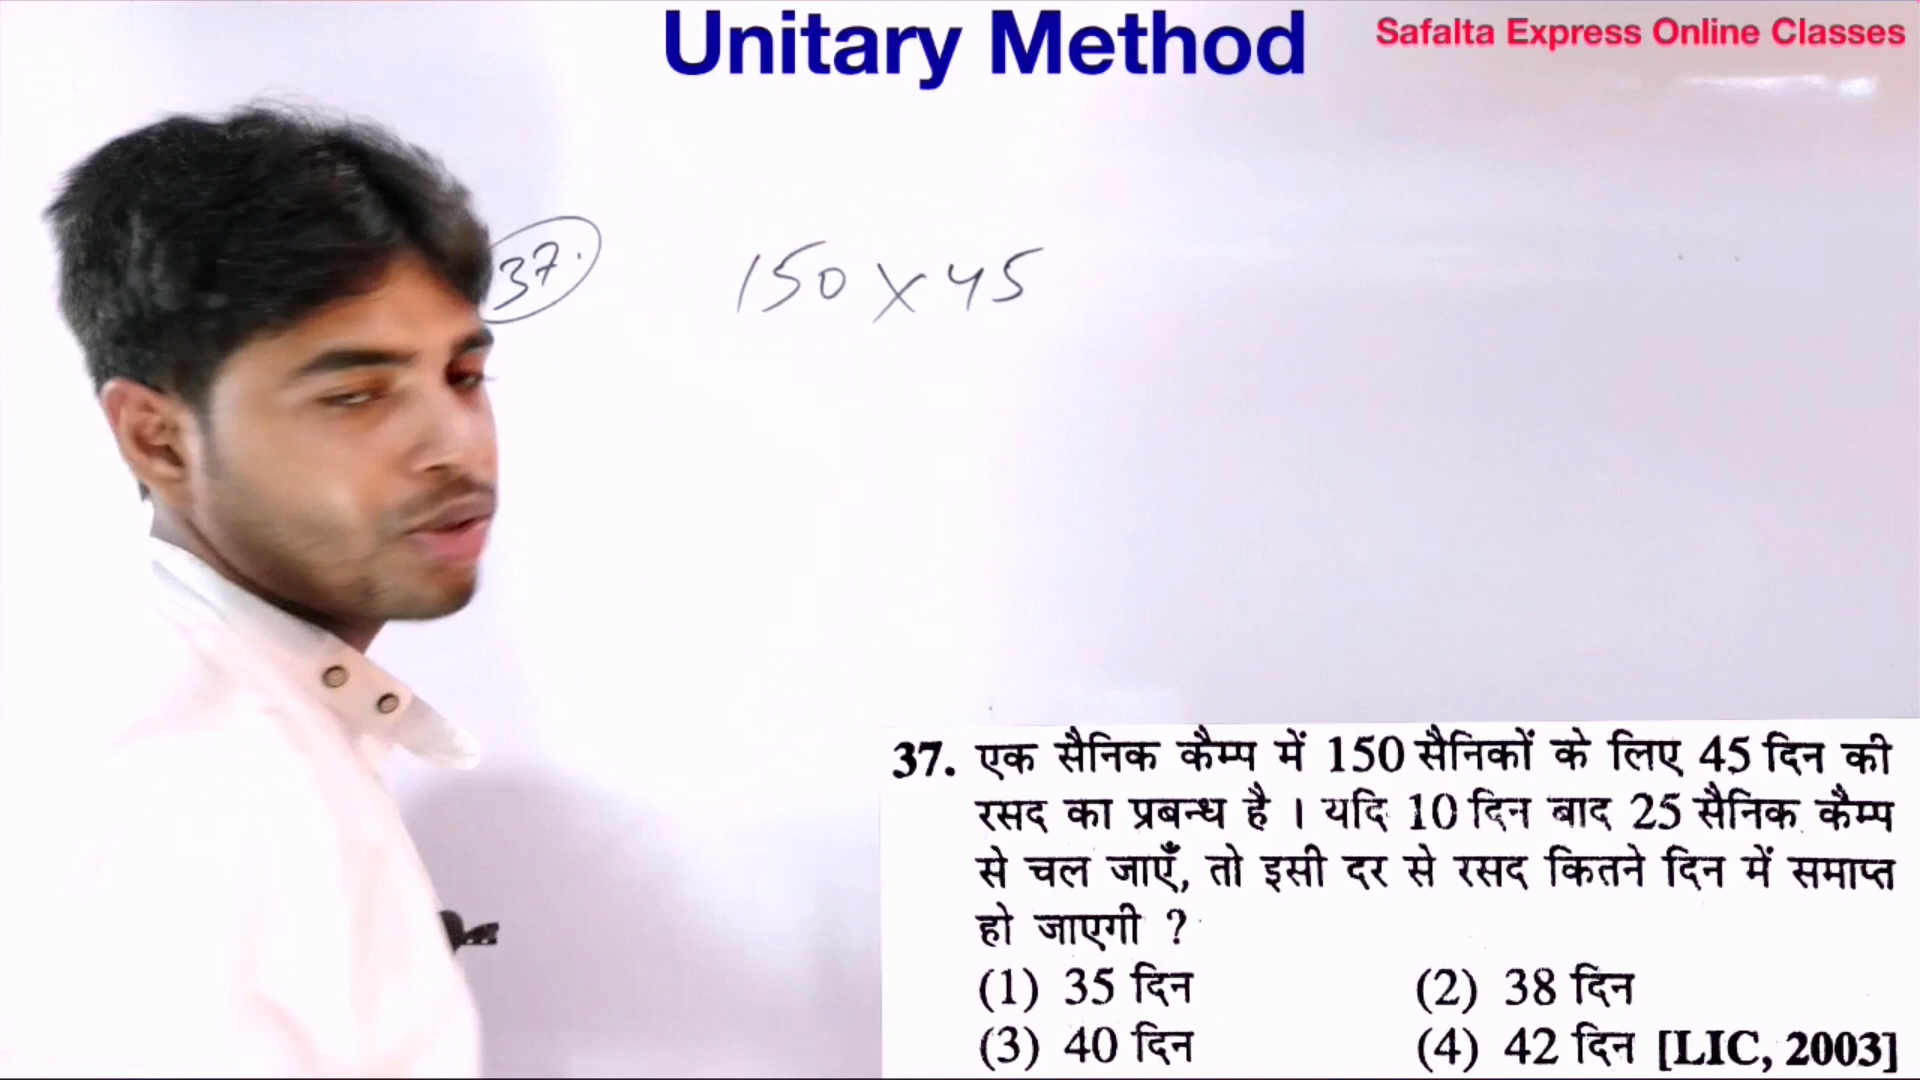 Unitary Method
Safalta Express Online Classes
37.
150 x 45
37. एक सैनिक कैम्प में 150 सैनिकों के लिए 45 दिन की
रसद का प्रबन्ध है । यदि 10 दिन बाद 25 सैनिक कैम्प
से चल जाएँ, तो इसी दर से रसद कितने दिन में समाप्त
हो जाएगी ?
(1) 35 दिन (2) 38 दिन
(3) 40 दिन (4) 42 दिन [LIC, 2003]